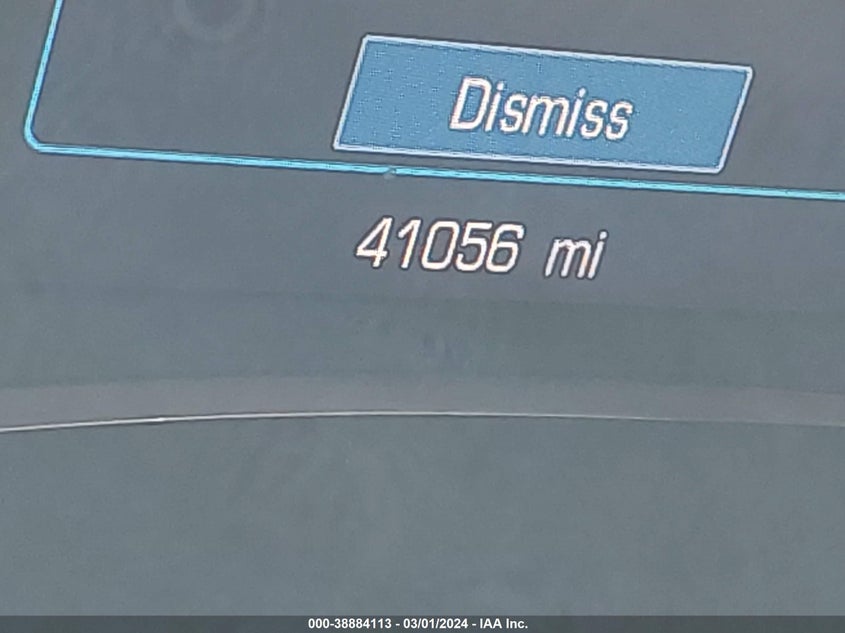 Dismiss
41056 mi
000-38884113 - 03/01/2024 - IAA Inc.